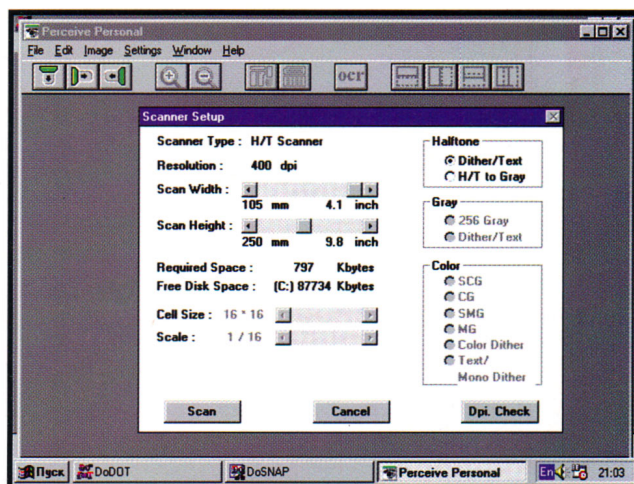 Perceive Personal
File Edit Image Settings Window Help
ocr
Scanner Setup
Scanner Type : H/T Scanner
Resolution : 400 dpi
Scan Width :
105 mm 4.1 inch
Scan Height :
250 mm 9.8 inch
Required Space : 797 Kbytes
Free Disk Space : (C:) 87734 Kbytes
Cell Size : 16 * 16
Scale : 1 / 16
Halftone
Dither/Text
H/T to Gray
Gray
256 Gray
Dither/Text
Color
SCG
CG
SMG
MG
Color Dither
Text/
Mono Dither
Scan Cancel Dpi. Check
Пуск DoDOT DoSNAP Perceive Personal En 21:03